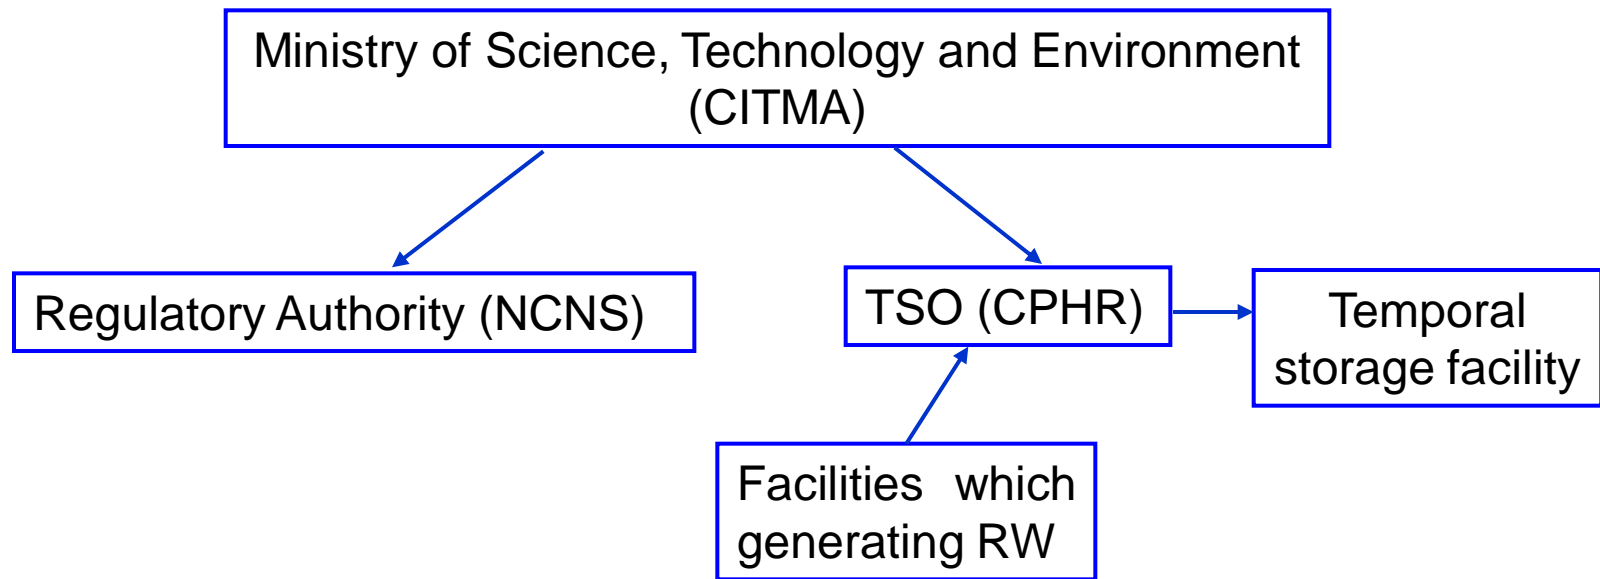 Ministry of Science, Technology and Environment
(CITMA)
Regulatory Authority (NCNS)
TSO (CPHR)
Temporal
storage facility
Facilities which
generating RW